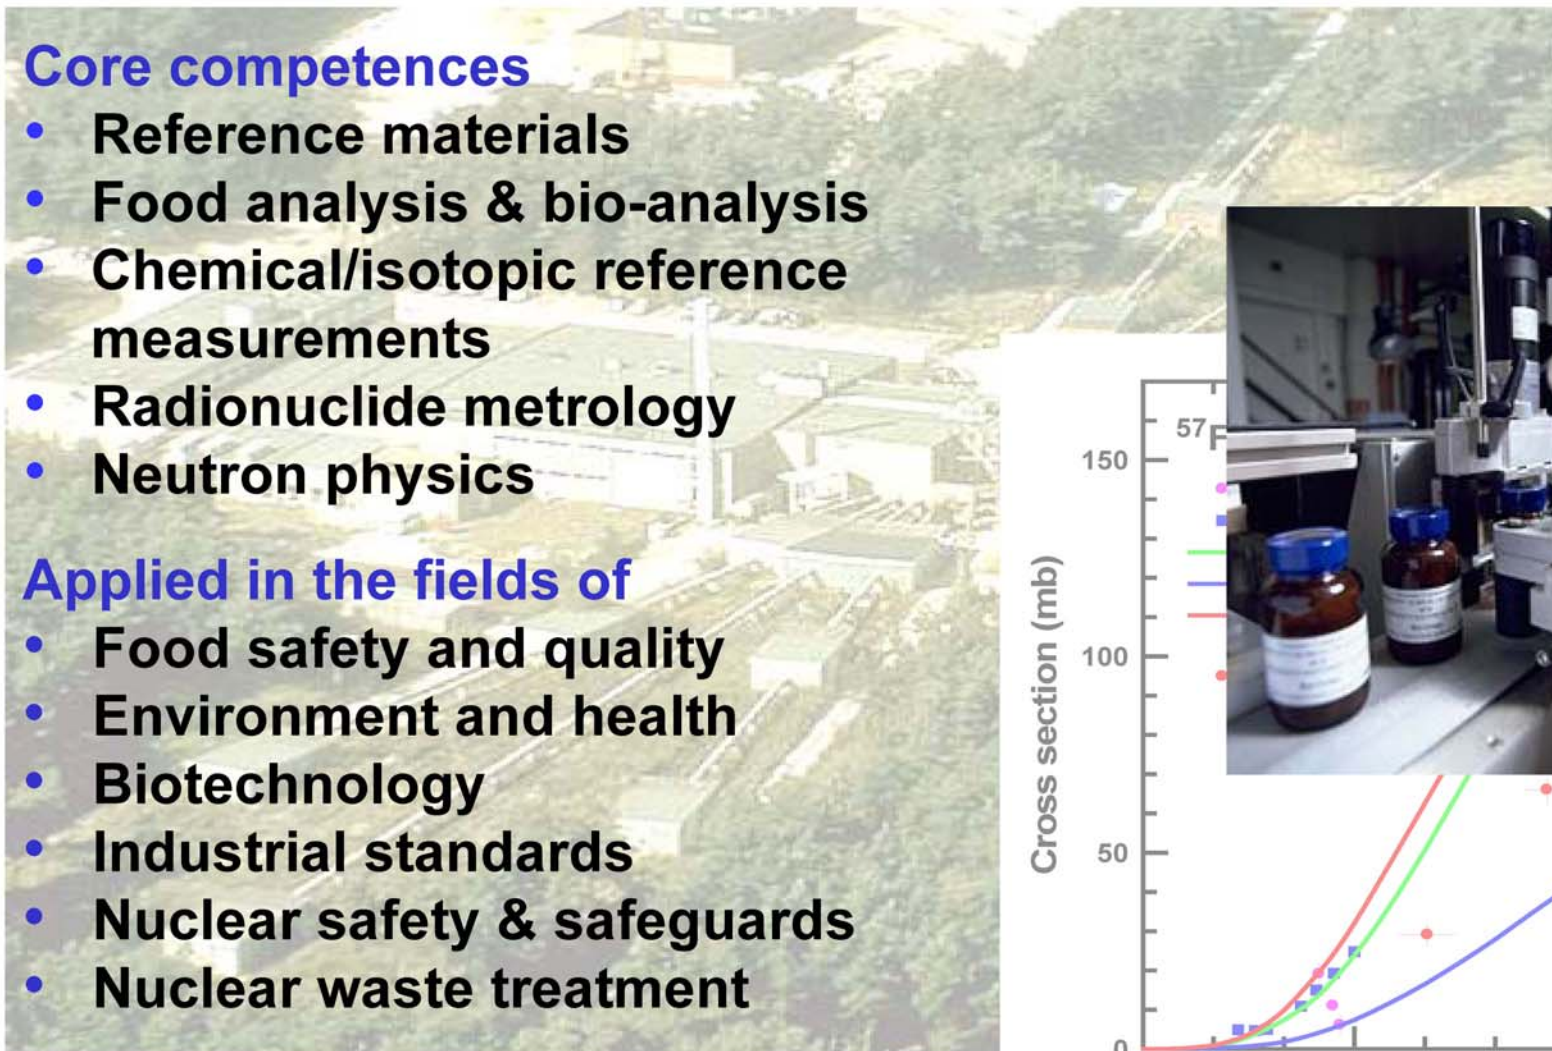 Core competences
• Reference materials
• Food analysis & bio-analysis
• Chemical/isotopic reference
measurements
• Radionuclide metrology
• Neutron physics
Applied in the fields of
• Food safety and quality
• Environment and health
• Biotechnology
• Industrial standards
• Nuclear safety & safeguards
• Nuclear waste treatment
57F
150
100
50
0
Cross section (mb)